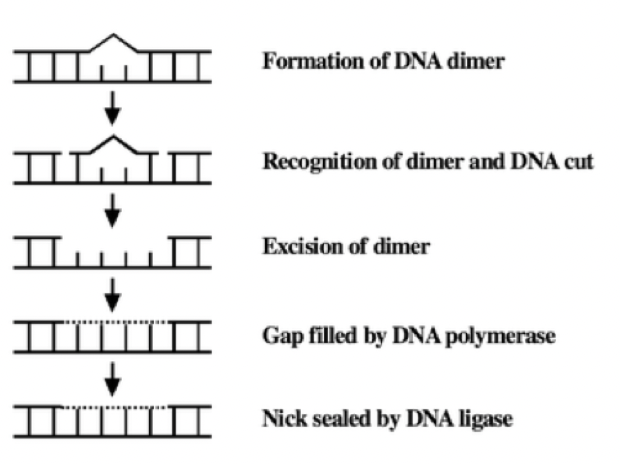 Formation of DNA dimer
Recognition of dimer and DNA cut
Excision of dimer
Gap filled by DNA polymerase
Nick sealed by DNA ligase